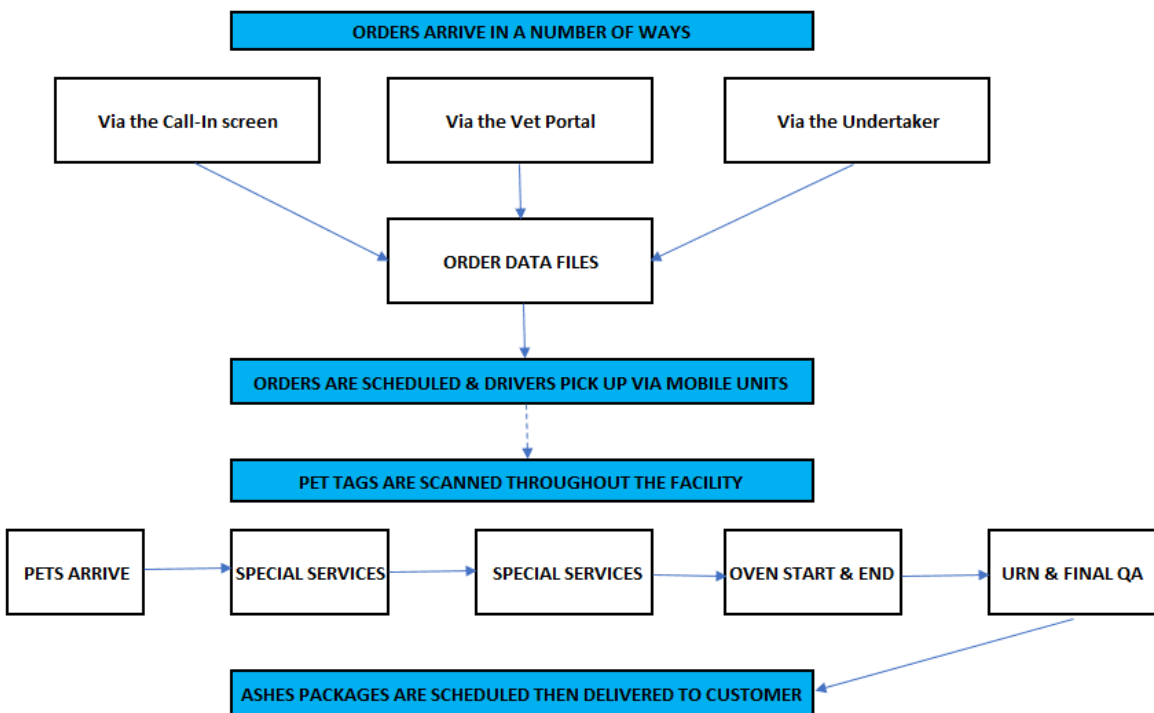 ORDERS ARRIVE IN A NUMBER OF WAYS
Via the Call-In screen
Via the Vet Portal
Via the Undertaker
ORDER DATA FILES
ORDERS ARE SCHEDULED & DRIVERS PICK UP VIA MOBILE UNITS
PET TAGS ARE SCANNED THROUGHOUT THE FACILITY
PETS ARRIVE
SPECIAL SERVICES
SPECIAL SERVICES
OVEN START & END
URN & FINAL QA
ASHES PACKAGES ARE SCHEDULED THEN DELIVERED TO CUSTOMER